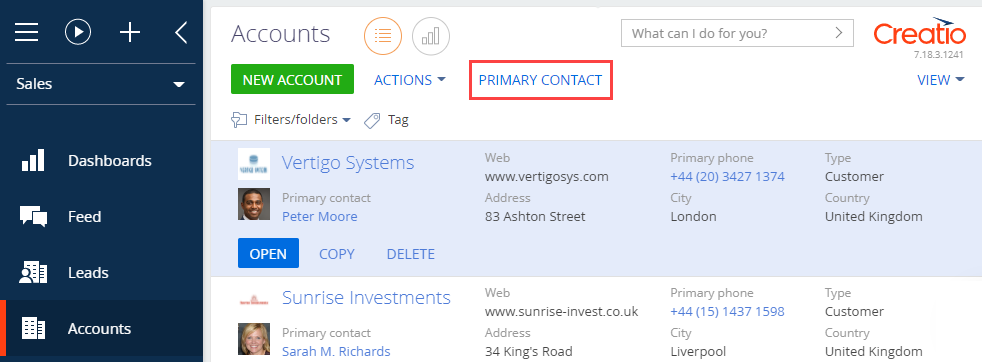 Accounts
What can I do for you?
Creatio
7.18.3.1241
Sales
NEW ACCOUNT
ACTIONS
PRIMARY CONTACT
VIEW
Filters/folders
Tag
Dashboards
Feed
Leads
Accounts
Vertigo Systems
Web
Primary phone
Type
www.vertigosys.com
+44 (20) 3427 1374
Customer
Primary contact
Address
City
Country
Peter Moore
83 Ashton Street
London
United Kingdom
OPEN
COPY
DELETE
Sunrise Investments
Web
Primary phone
Type
www.sunrise-invest.co.uk
+44 (15) 1437 1598
Customer
Primary contact
Address
City
Country
Sarah M. Richards
34 King's Road
Liverpool
United Kingdom